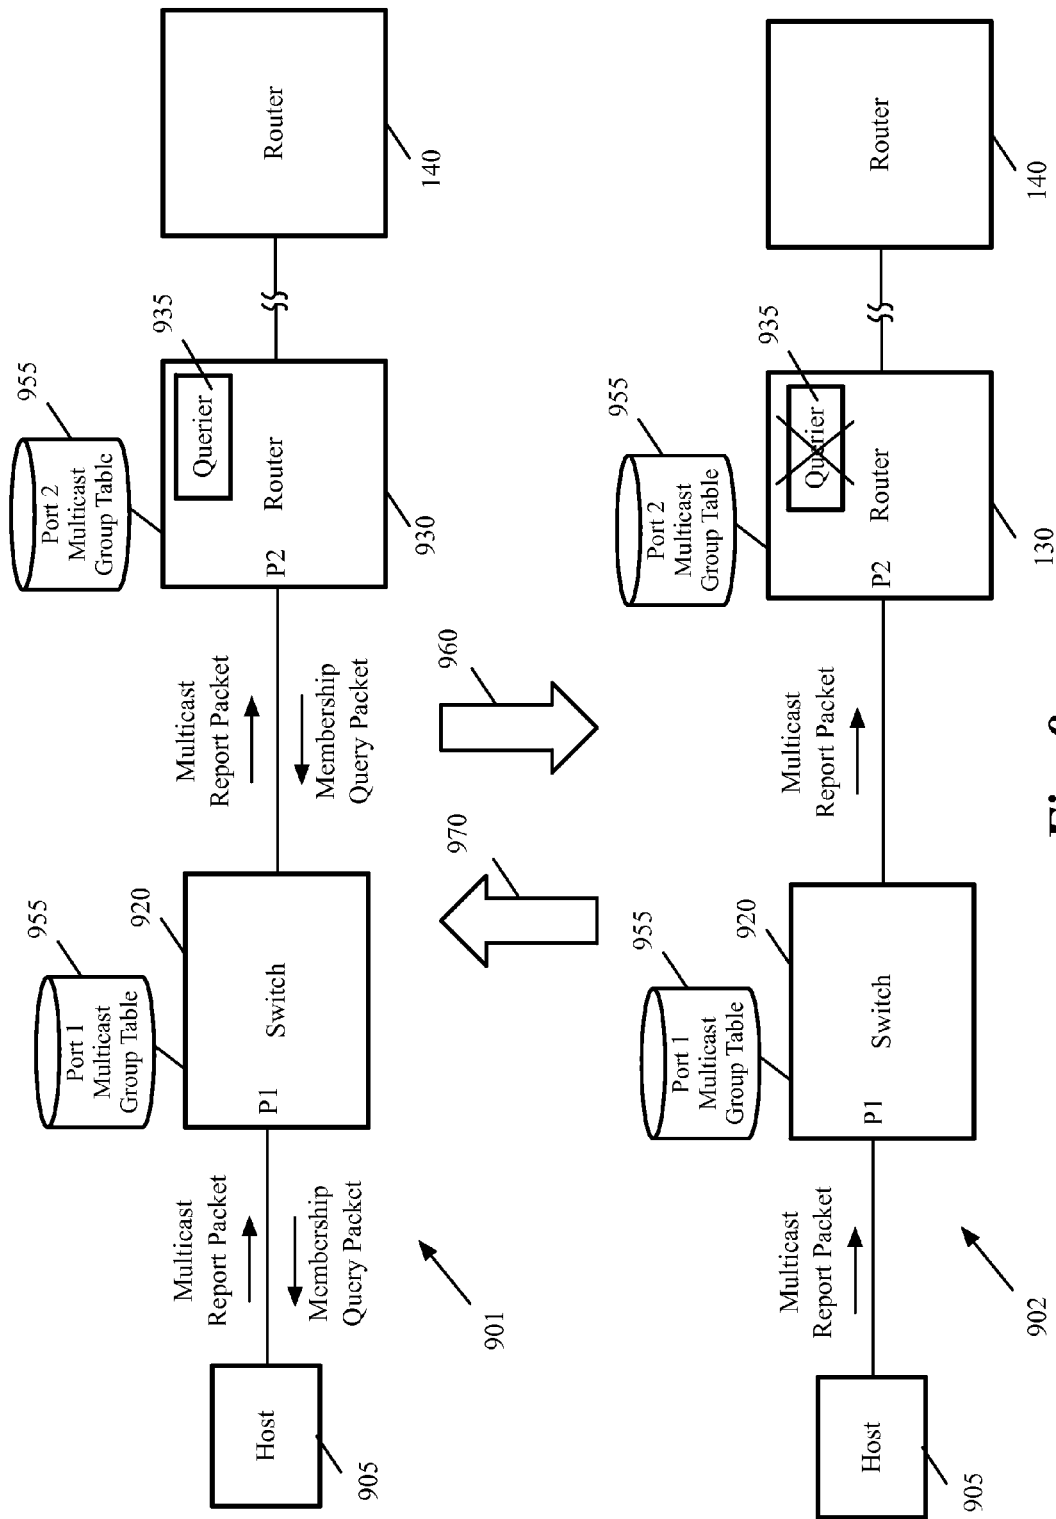 955
Port 1
Multicast
Group Table
955
Port 2
Multicast
Group Table
920
935
Multicast
Report Packet
Multicast
Report Packet
Querier
Host
P1
Switch
P2
Router
Router
Membership
Query Packet
Membership
Query Packet
905
930
140
901
970
960
955
Port 1
Multicast
Group Table
955
Port 2
Multicast
Group Table
920
935
Multicast
Report Packet
Multicast
Report Packet
Querier
Host
P1
Switch
P2
Router
Router
905
902
130
140